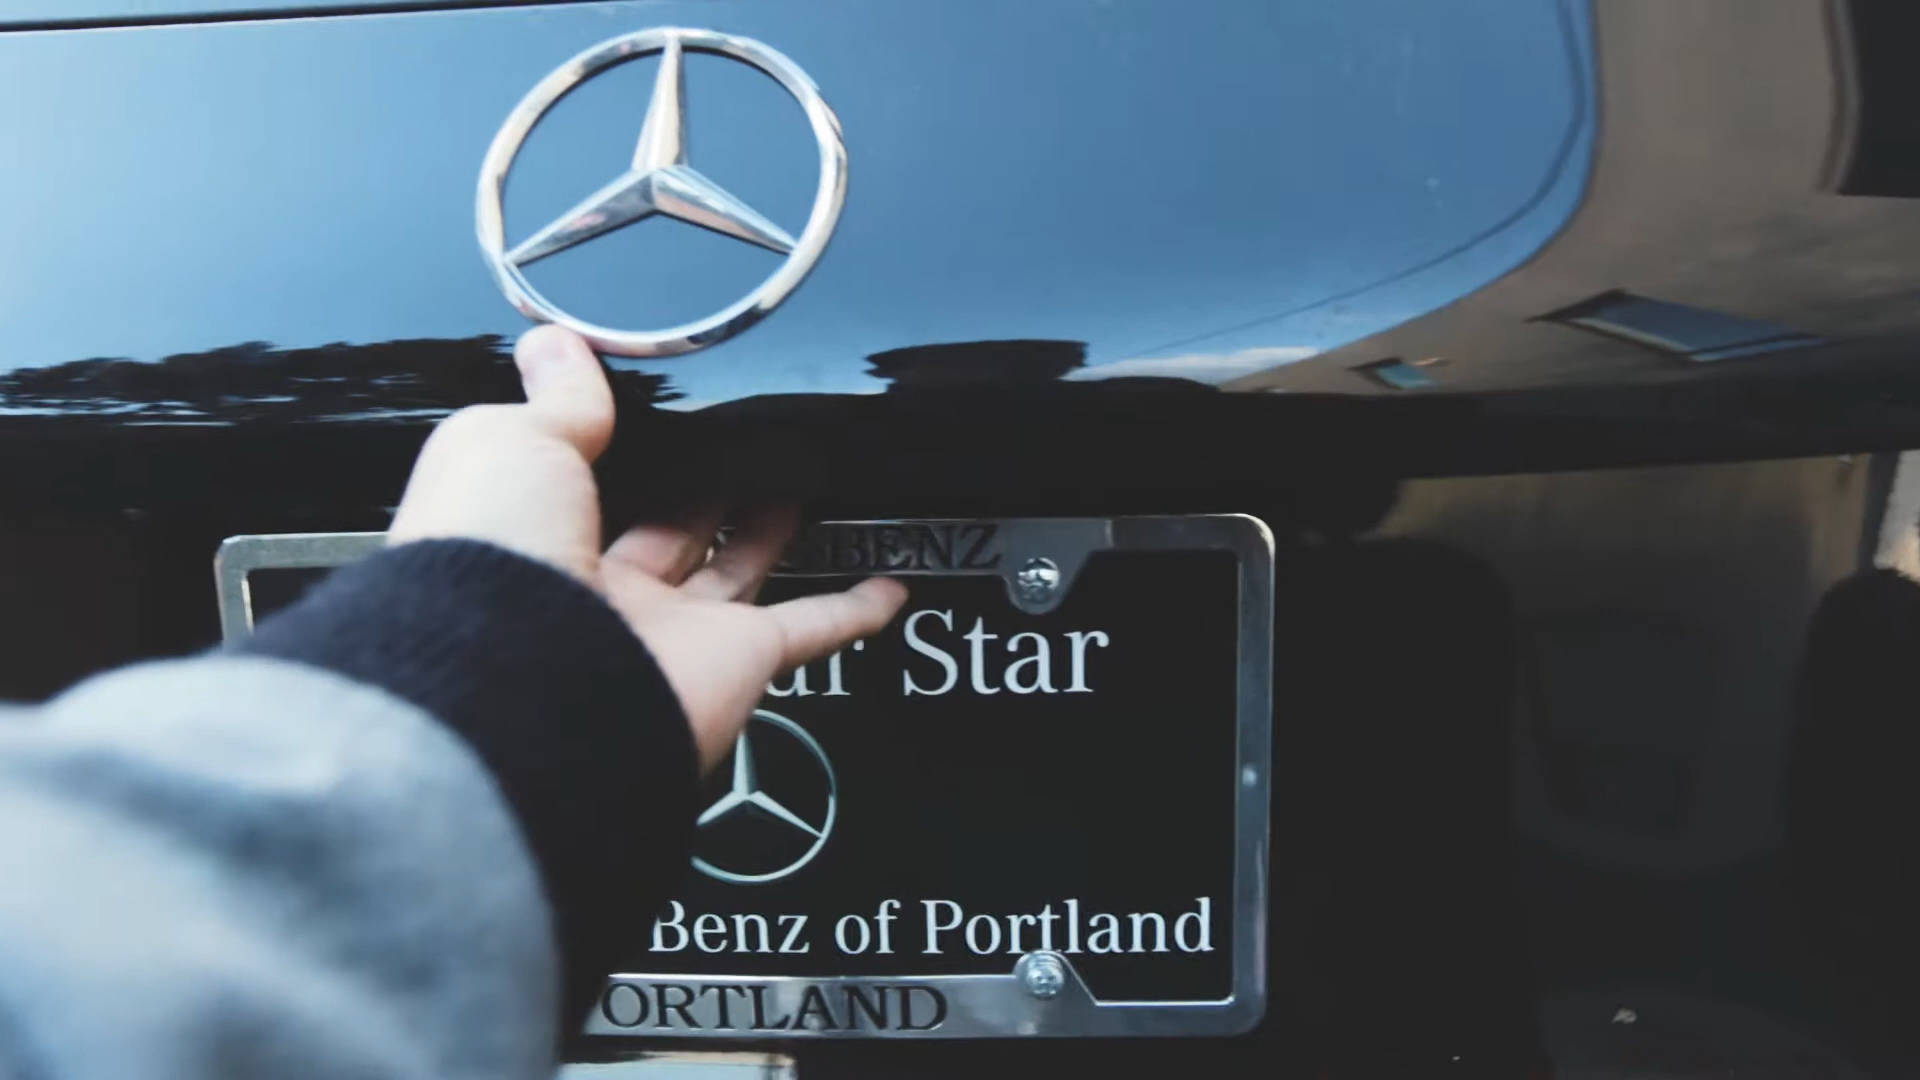 BENZ
Star
Benz of Portland
ORTLAND